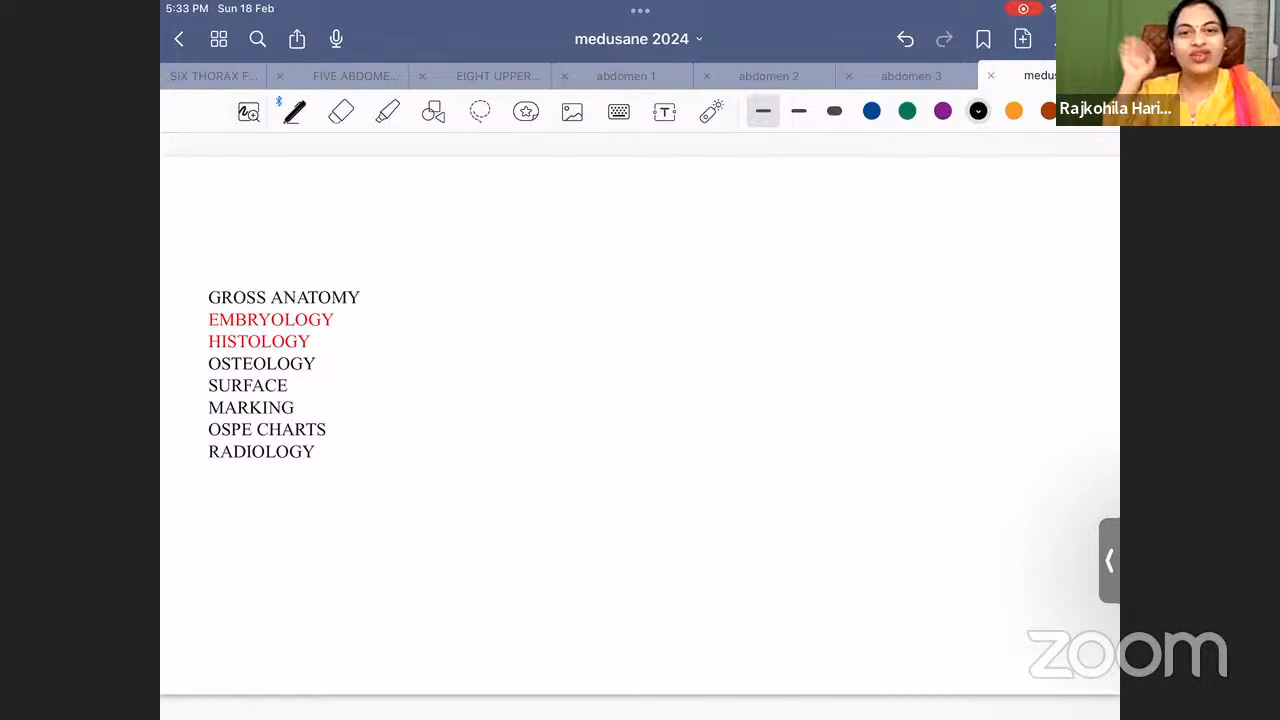 5:33 PM Sun 18 Feb
medusane 2024
SIX THORAX F...
FIVE ABDOME...
EIGHT UPPER...
abdomen 1
abdomen 2
abdomen 3
medus
Rajkohila Hari...
GROSS ANATOMY
EMBRYOLOGY
HISTOLOGY
OSTEOLOGY
SURFACE
MARKING
OSPE CHARTS
RADIOLOGY
zoom